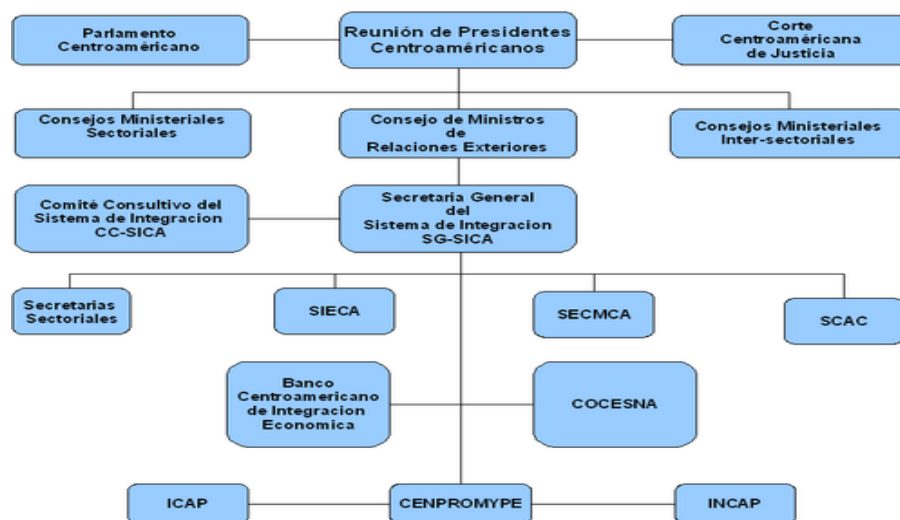 Parlamento
Centroaméricano
Reunión de Presidentes
Centroaméricanos
Corte
Centroaméricana
de Justicia
Consejos Ministeriales
Sectoriales
Consejo de Ministros
de
Relaciones Exteriores
Consejos Ministeriales
Inter-sectoriales
Comité Consultivo del
Sistema de Integracion
CC-SICA
Secretaria General
del
Sistema de Integracion
SG-SICA
Secretarias
Sectoriales
SIECA
SECMCA
SCAC
Banco
Centroamericano
de Integracion
Economica
COCESNA
ICAP
CENPROMYPE
INCAP